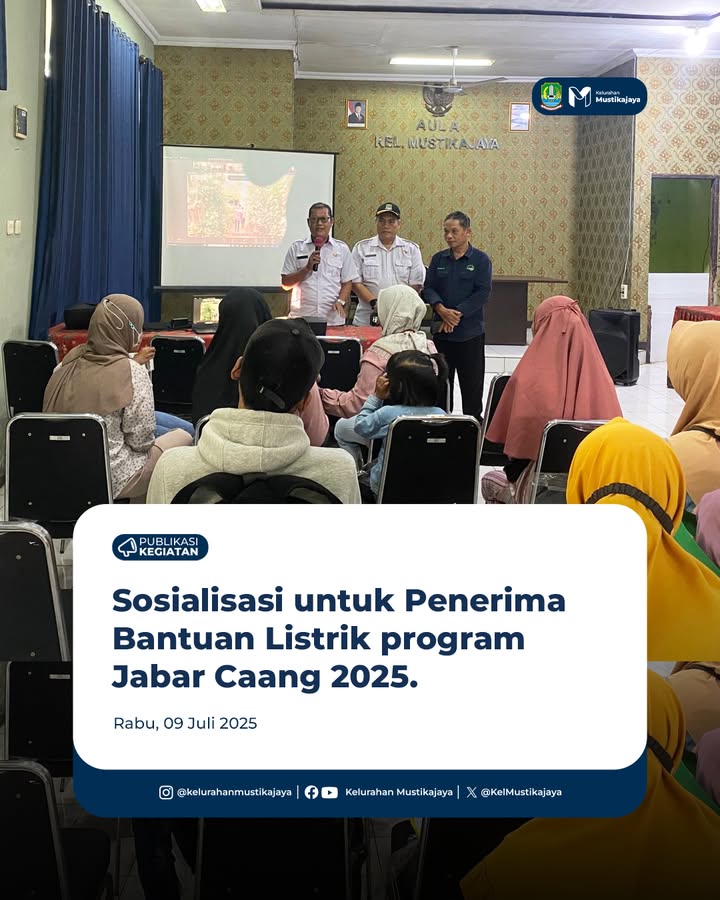 Kelurahan
Mustikajaya
AULA
KEL. MUSTIKAJAYA
PUBLIKASI
KEGIATAN
Sosialisasi untuk Penerima
Bantuan Listrik program
Jabar Caang 2025.
Rabu, 09 Juli 2025
@kelurahanmustikajaya | Kelurahan Mustikajaya | @KelMustikajaya